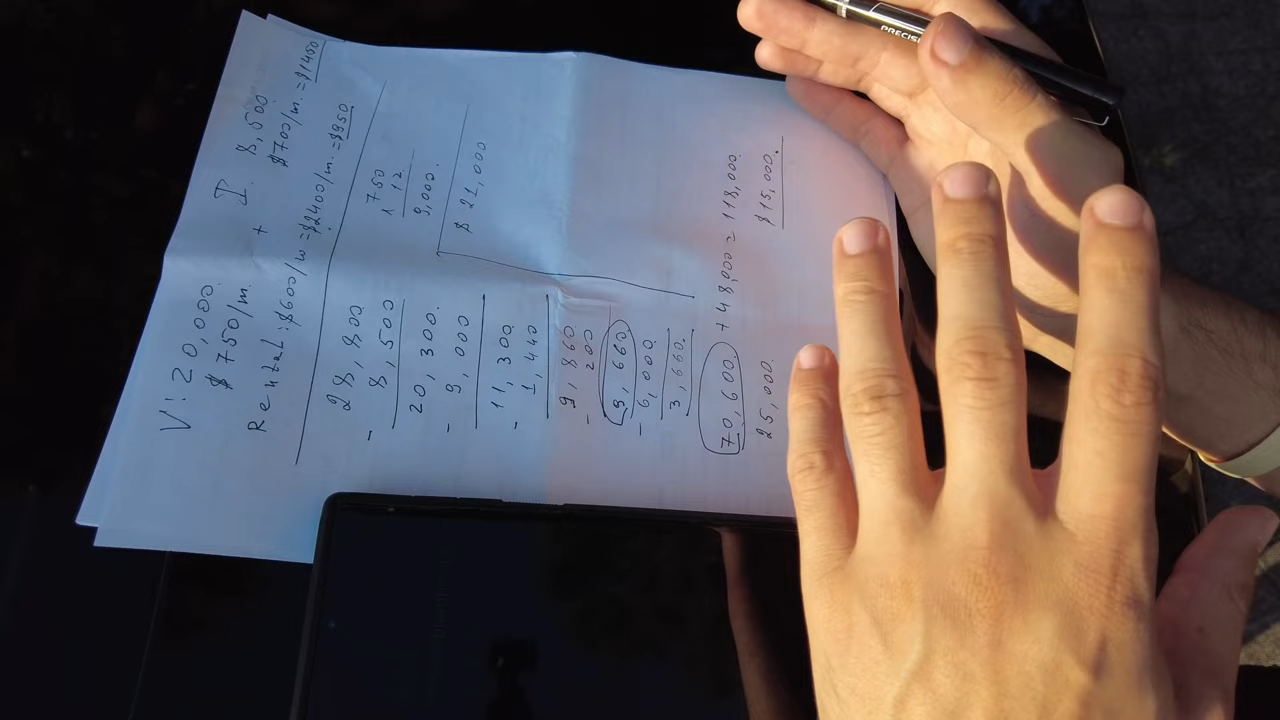 V: 20,000. + I. 8,500
$ 750/m. $700/m. = $1450
Rental: $600/w = $2400/m. = $950.
28,800.
- 8,500
20,300.
- 9,000
11,300.
- 1,440
9,860
- 200
9,660
- 6,000.
3,660.
750
x 12.
9,000.
$ 21,000
70,600. + 48,000 = 118,000.
25,000. $15,000.
PRECISE